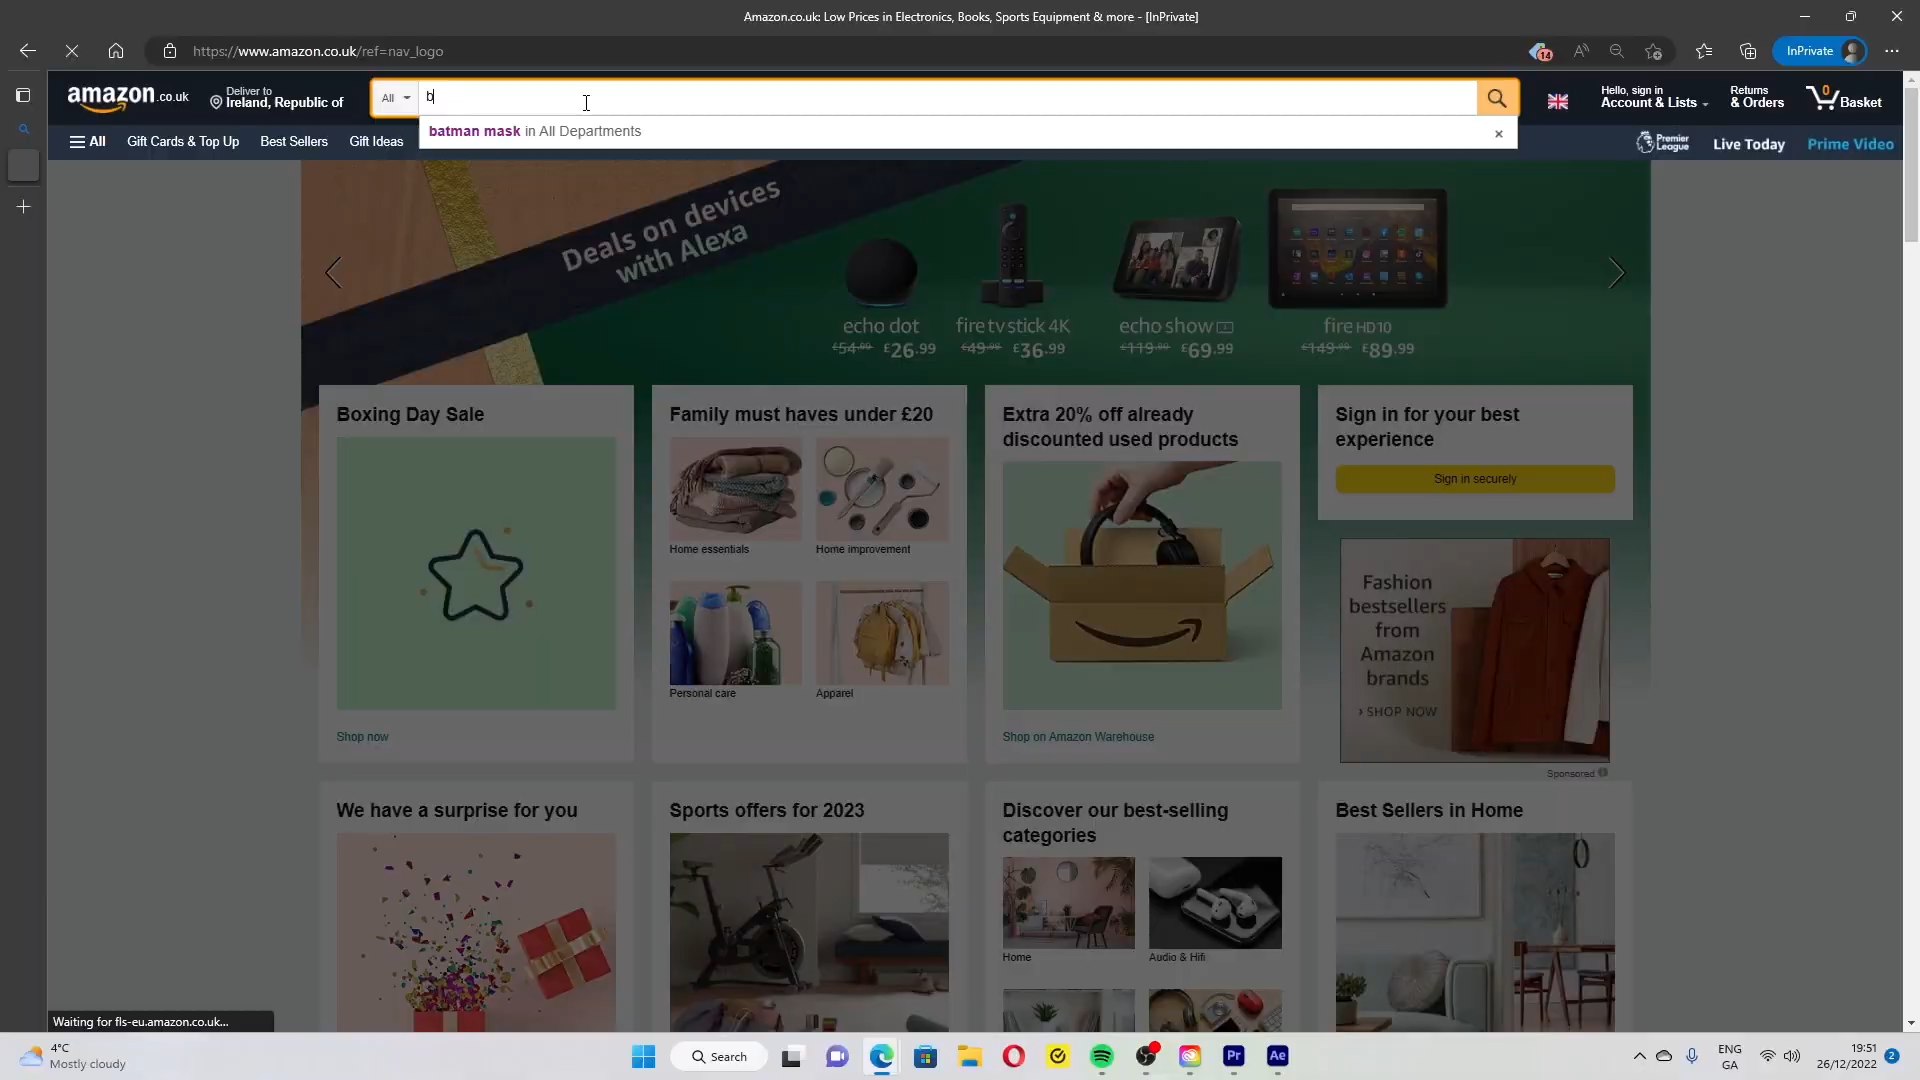 Amazon.co.uk: Low Prices in Electronics, Books, Sports Equipment & more - [InPrivate]
https://www.amazon.co.uk/ref=nav_logo
14
InPrivate
amazon.co.uk
Deliver to
Ireland, Republic of
All
b
Hello, sign in
Account & Lists
Returns
& Orders
0
Basket
batman mask in All Departments
×
All
Gift Cards & Top Up
Best Sellers
Gift Ideas
Premier
League
Live Today
Prime Video
Deals on devices
with Alexa
echo dot
£54.99 £26.99
fire tv stick 4K
£49.99 £36.99
echo show 5
£119.99 £69.99
fire HD10
£149.99 £89.99
Boxing Day Sale
Shop now
Family must haves under £20
Home essentials
Home improvement
Personal care
Apparel
Extra 20% off already
discounted used products
Shop on Amazon Warehouse
Sign in for your best
experience
Sign in securely
Fashion
bestsellers
from
Amazon
brands
› SHOP NOW
Sponsored
We have a surprise for you
Sports offers for 2023
Discover our best-selling
categories
Home
Audio & Hifi
Best Sellers in Home
Waiting for fls-eu.amazon.co.uk...
4°C
Mostly cloudy
Search
Pr
Ae
ENG
GA
19:51
26/12/2022
2